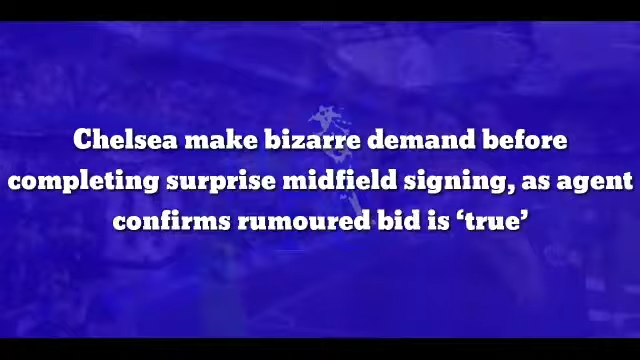 Chelsea make bizarre demand before
completing surprise midfield signing, as agent
confirms rumoured bid is ‘true’